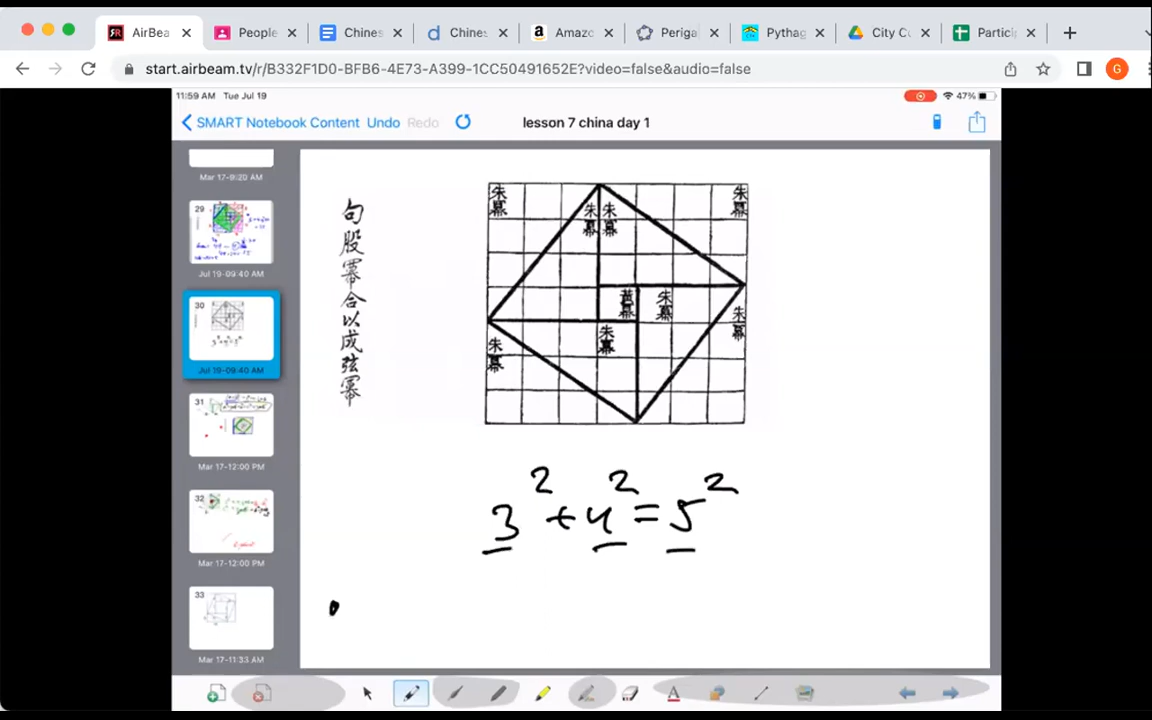 AirBea
People
Chines
Chines
Amazo
Periga
Pythag
City C
Particip
start.airbeam.tv/r/B332F1D0-BFB6-4E73-A399-1CC50491652E?video=false&audio=false
G
11:59 AM Tue Jul 19
47%
SMART Notebook Content Undo Redo
lesson 7 china day 1
Mar 17-9:20 AM
29
Jul 19-09:40 AM
30
Jul 19-09:40 AM
31
Mar 17-12:00 PM
32
Mar 17-12:00 PM
33
Mar 17-11:33 AM
句股冪合以成弦冪
朱冪
朱冪
朱冪
朱冪
黄冪
朱冪
朱冪
朱冪
朱冪
3² + 4² = 5²
A